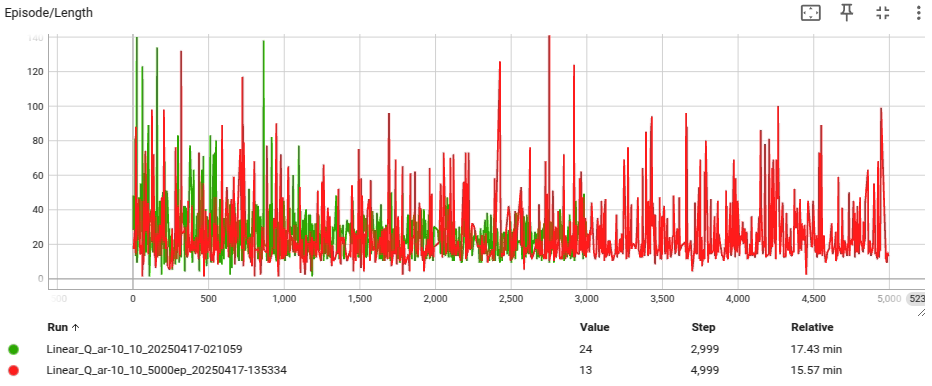 Episode/Length
140
120
100
80
60
40
20
0
500 0 500 1,000 1,500 2,000 2,500 3,000 3,500 4,000 4,500 5,000 523
Run ↑ Value Step Relative
Linear_Q_ar-10_10_20250417-021059 24 2,999 17.43 min
Linear_Q_ar-10_10_5000ep_20250417-135334 13 4,999 15.57 min